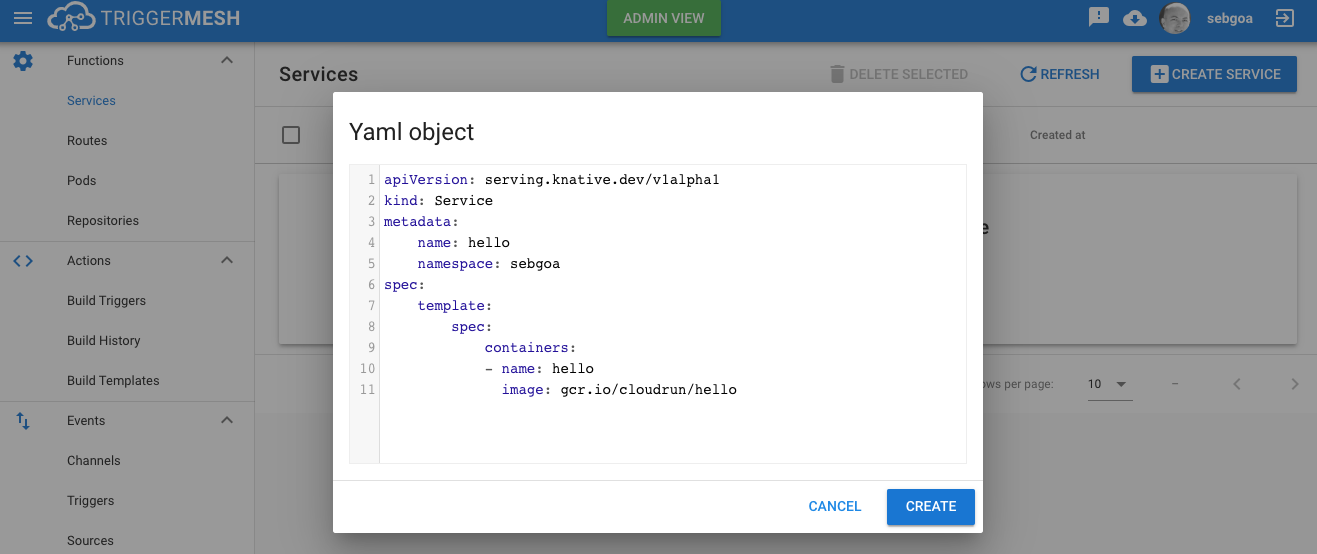 TRIGGERMESH
ADMIN VIEW
sebgoa
Functions
Services
Routes
Pods
Repositories
Actions
Build Triggers
Build History
Build Templates
Events
Channels
Triggers
Sources
Services
DELETE SELECTED
REFRESH
CREATE SERVICE
Created at
rows per page:
10
–
Yaml object
1 apiVersion: serving.knative.dev/v1alpha1
2 kind: Service
3 metadata:
4 name: hello
5 namespace: sebgoa
6 spec:
7 template:
8 spec:
9 containers:
10 - name: hello
11 image: gcr.io/cloudrun/hello
CANCEL
CREATE